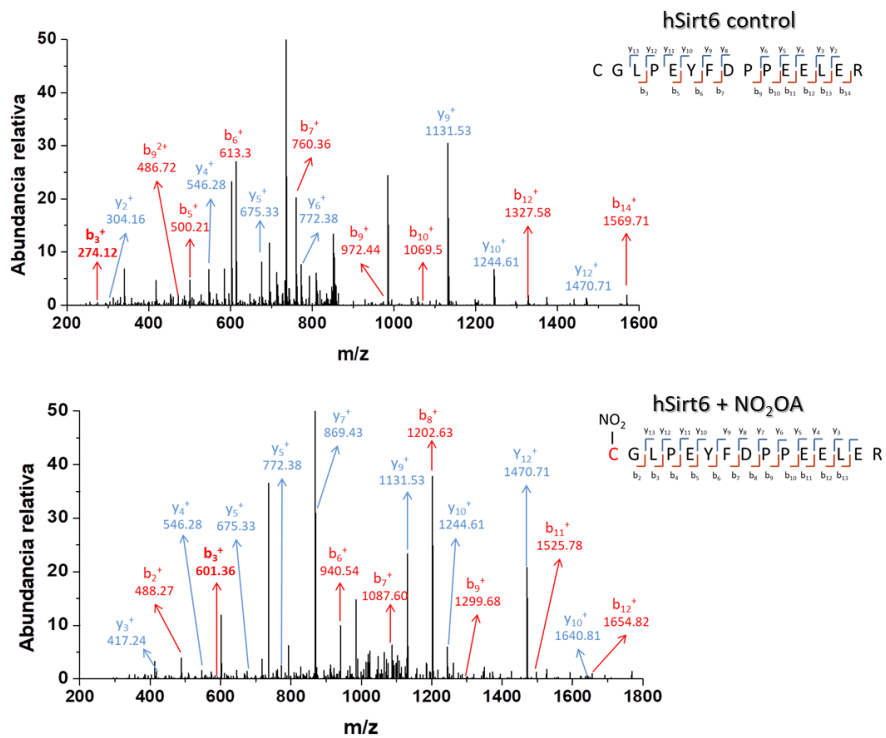 hSirt6 control
y13 y12 y11 y10 y9 y8 y6 y5 y4 y3 y2
C G L P E Y F D P P E E L E R
b3 b5 b6 b7 b9 b10 b11 b12 b13 b14
Abundancia relativa
50
40
30
20
10
0
b3+
274.12
y2+
304.16
b9 2+
486.72
b5+
500.21
y4+
546.28
b6+
613.3
y5+
675.33
b7+
760.36
y6+
772.38
b9+
972.44
b10+
1069.5
y9+
1131.53
y10+
1244.61
b12+
1327.58
y12+
1470.71
b14+
1569.71
200 400 600 800 1000 1200 1400 1600
m/z
hSirt6 + NO2OA
NO2
y13 y12 y11 y10 y9 y8 y7 y6 y5 y4 y3
C G L P E Y F D P P E E L E R
b2 b3 b4 b5 b6 b7 b8 b9 b10 b11 b12 b13
Abundancia relativa
50
40
30
20
10
0
y3+
417.24
b2+
488.27
y4+
546.28
b3+
601.36
y5+
675.33
y5+
772.38
y7+
869.43
b6+
940.54
b7+
1087.60
y9+
1131.53
b8+
1202.63
y10+
1244.61
b9+
1299.68
y12+
1470.71
b11+
1525.78
y10+
1640.81
b12+
1654.82
200 400 600 800 1000 1200 1400 1600 1800
m/z